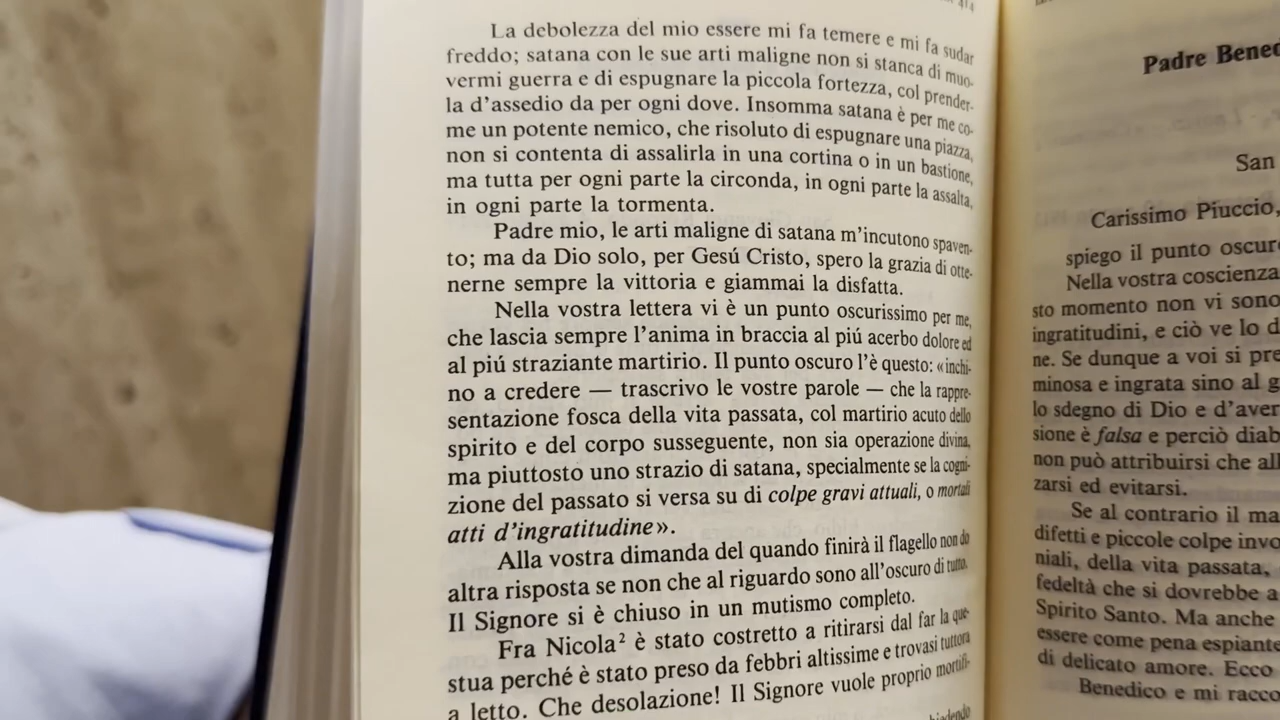 414
La debolezza del mio essere mi fa temere e mi fa sudar
freddo; satana con le sue arti maligne non si stanca di muo-
vermi guerra e di espugnare la piccola fortezza, col prender-
la d'assedio da per ogni dove. Insomma satana è per me co-
me un potente nemico, che risoluto di espugnare una piazza,
non si contenta di assalirla in una cortina o in un bastione,
ma tutta per ogni parte la circonda, in ogni parte la assalta,
in ogni parte la tormenta.
Padre mio, le arti maligne di satana m'incutono spaven-
to; ma da Dio solo, per Gesú Cristo, spero la grazia di otte-
nerne sempre la vittoria e giammai la disfatta.
Nella vostra lettera vi è un punto oscurissimo per me,
che lascia sempre l'anima in braccia al piú acerbo dolore ed
al piú straziante martirio. Il punto oscuro l'è questo: «inchi-
no a credere — trascrivo le vostre parole — che la rappre-
sentazione fosca della vita passata, col martirio acuto dello
spirito e del corpo susseguente, non sia operazione divina,
ma piuttosto uno strazio di satana, specialmente se la cogni-
zione del passato si versa su di colpe gravi attuali, o mortali
atti d'ingratitudine».
Alla vostra dimanda del quando finirà il flagello non do
altra risposta se non che al riguardo sono all'oscuro di tutto.
Il Signore si è chiuso in un mutismo completo.
Fra Nicola² è stato costretto a ritirarsi dal far la que-
stua perché è stato preso da febbri altissime e trovasi tuttora
a letto. Che desolazione! Il Signore vuole proprio mortifi-
Padre Bened
San
Carissimo Piuccio,
spiego il punto oscuro
Nella vostra coscienza
sto momento non vi sono
ingratitudini, e ciò ve lo d
ne. Se dunque a voi si pre
minosa e ingrata sino al g
lo sdegno di Dio e d'aver
sione è falsa e perciò diab
non può attribuirsi che all
zarsi ed evitarsi.
Se al contrario il ma
difetti e piccole colpe invo
niali, della vita passata,
fedeltà che si dovrebbe a
Spirito Santo. Ma anche
essere come pena espiante
di delicato amore. Ecco
Benedico e mi racco